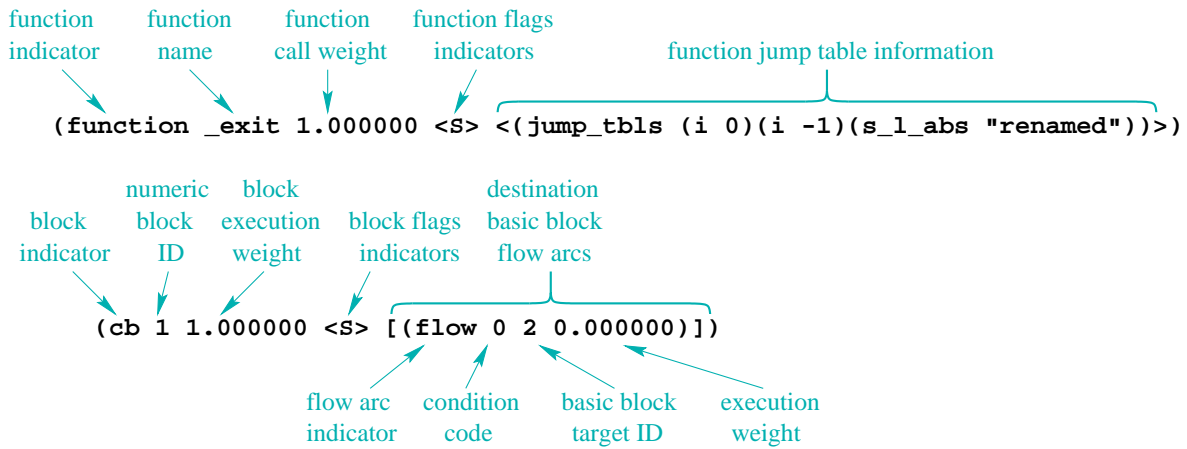 function function function function flags
indicator name call weight indicators function jump table information
(function _exit 1.000000 <S> <(jump_tbls (i 0)(i -1)(s_l_abs "renamed"))>)
numeric block destination
block block execution block flags basic block
indicator ID weight indicators flow arcs
(cb 1 1.000000 <S> [(flow 0 2 0.000000)])
flow arc condition basic block execution
indicator code target ID weight